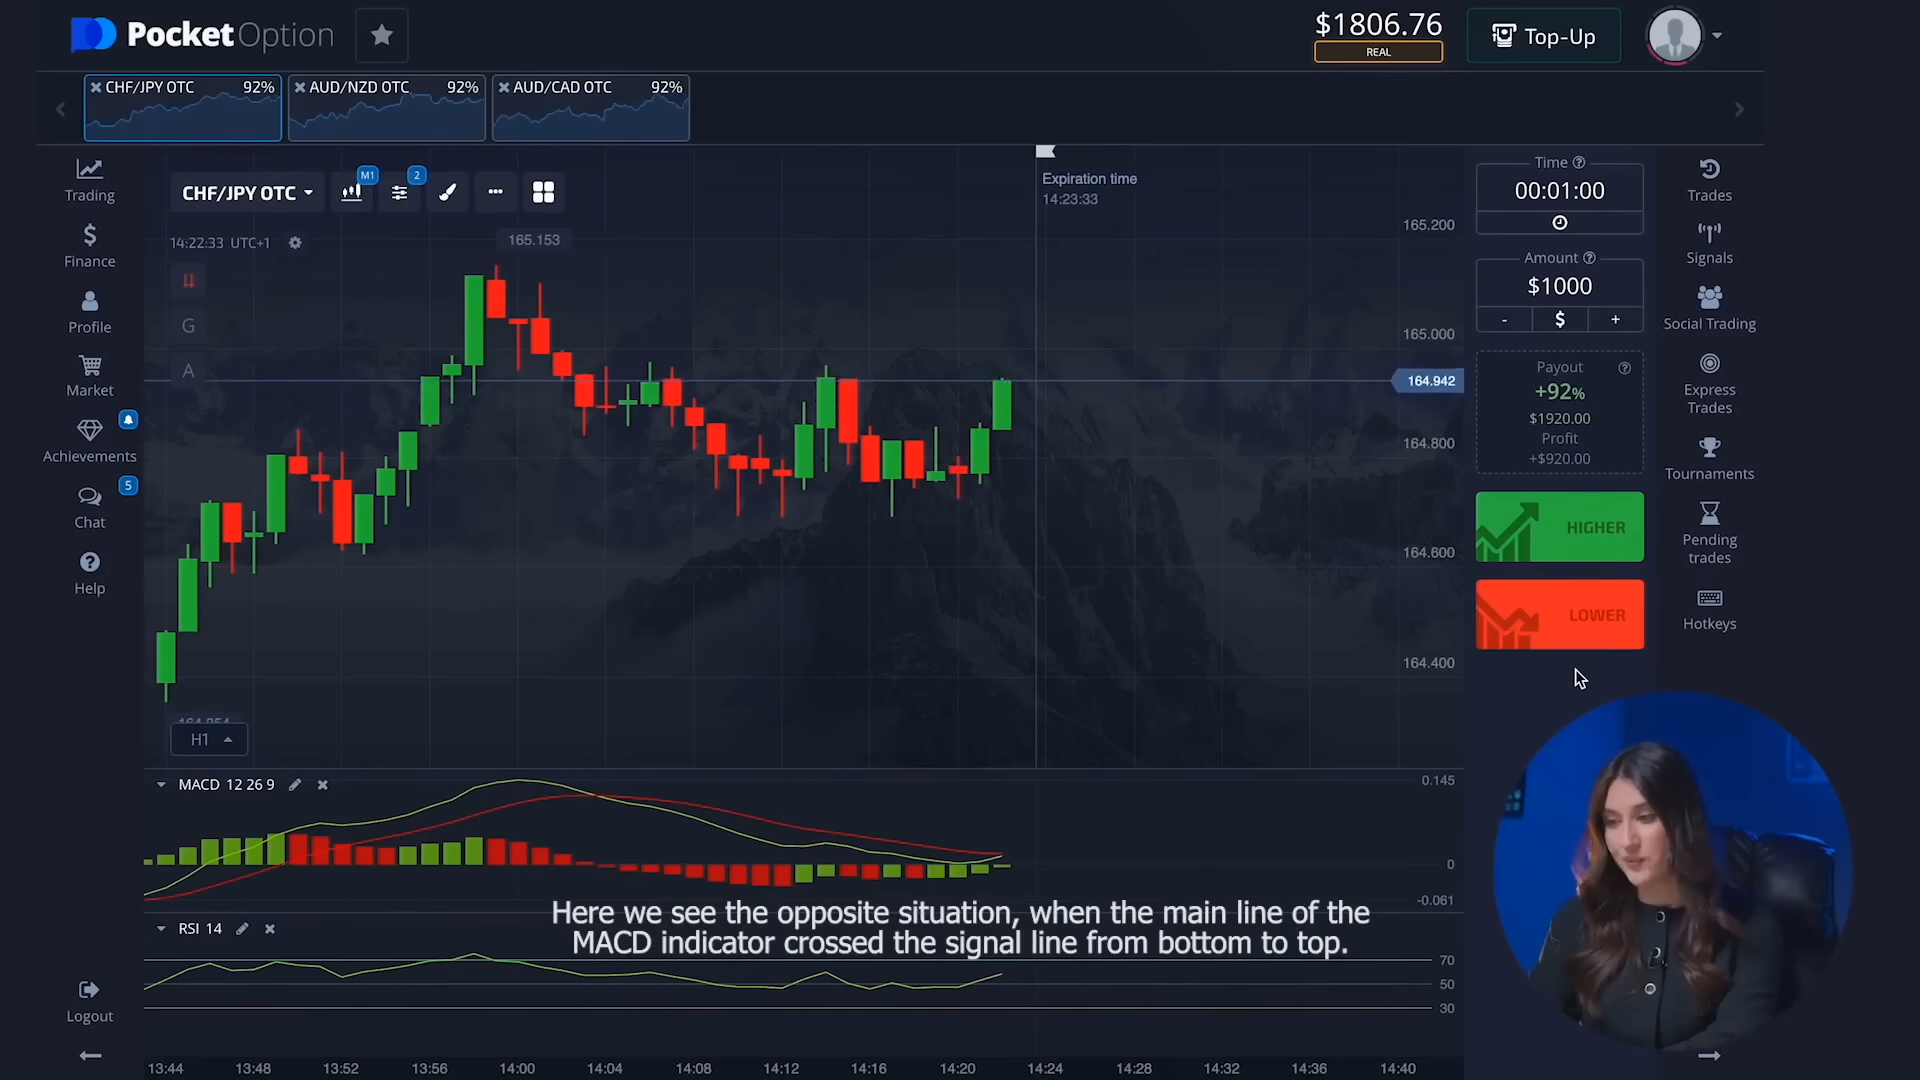 PocketOption
$1806.76
REAL
Top-Up
CHF/JPY OTC 92%
AUD/NZD OTC 92%
AUD/CAD OTC 92%
Trading
Finance
Profile
Market
Achievements
5
Chat
Help
Logout
CHF/JPY OTC
M1
2
14:22:33 UTC+1
G
A
165.153
Expiration time
14:23:33
165.200
165.000
164.942
164.800
164.600
164.400
H1
MACD 12 26 9
0.145
0
-0.061
Here we see the opposite situation, when the main line of the
MACD indicator crossed the signal line from bottom to top.
RSI 14
70
50
30
13:44 13:48 13:52 13:56 14:00 14:04 14:08 14:12 14:16 14:20 14:24 14:28 14:32 14:36 14:40
Time
00:01:00
Amount
$1000
- $ +
Payout
+92%
$1920.00
Profit
+$920.00
HIGHER
LOWER
Trades
Signals
Social Trading
Express
Trades
Tournaments
Pending
trades
Hotkeys